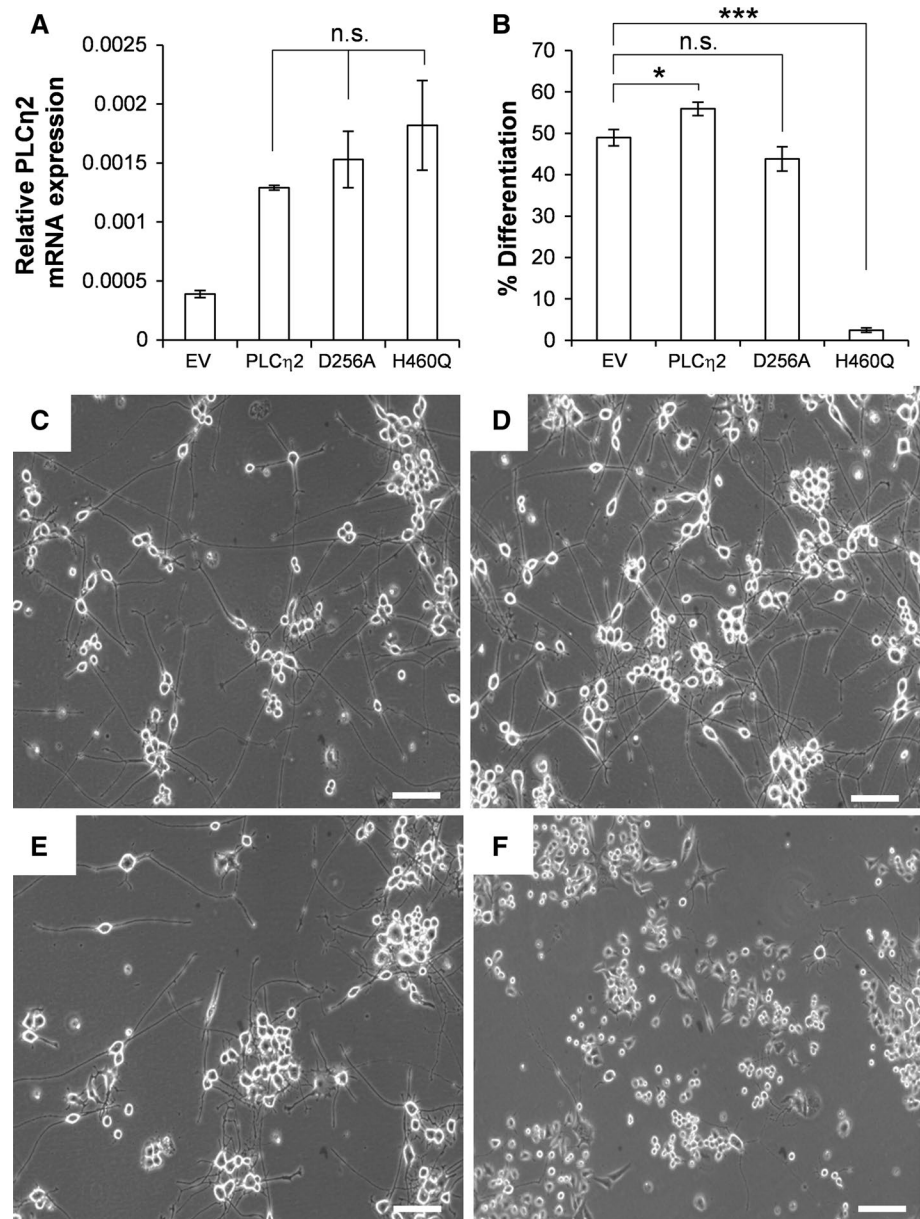 A
B
Relative PLCη2
mRNA expression
0.0025
0.002
0.0015
0.001
0.0005
0
n.s.
EV PLCη2 D256A H460Q
% Differentiation
70
60
50
40
30
20
10
0
***
n.s.
*
EV PLCη2 D256A H460Q
C
D
E
F